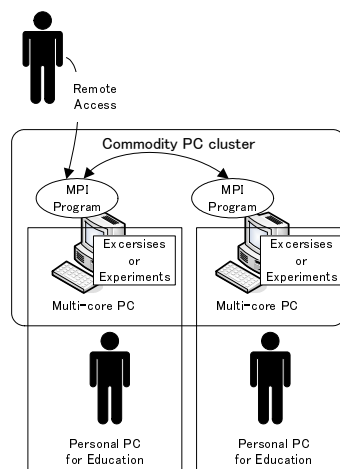 Remote
Access
Commodity PC cluster
MPI
Program
MPI
Program
Excersises
or
Experiments
Excersises
or
Experiments
Multi-core PC
Multi-core PC
Personal PC
for Education
Personal PC
for Education